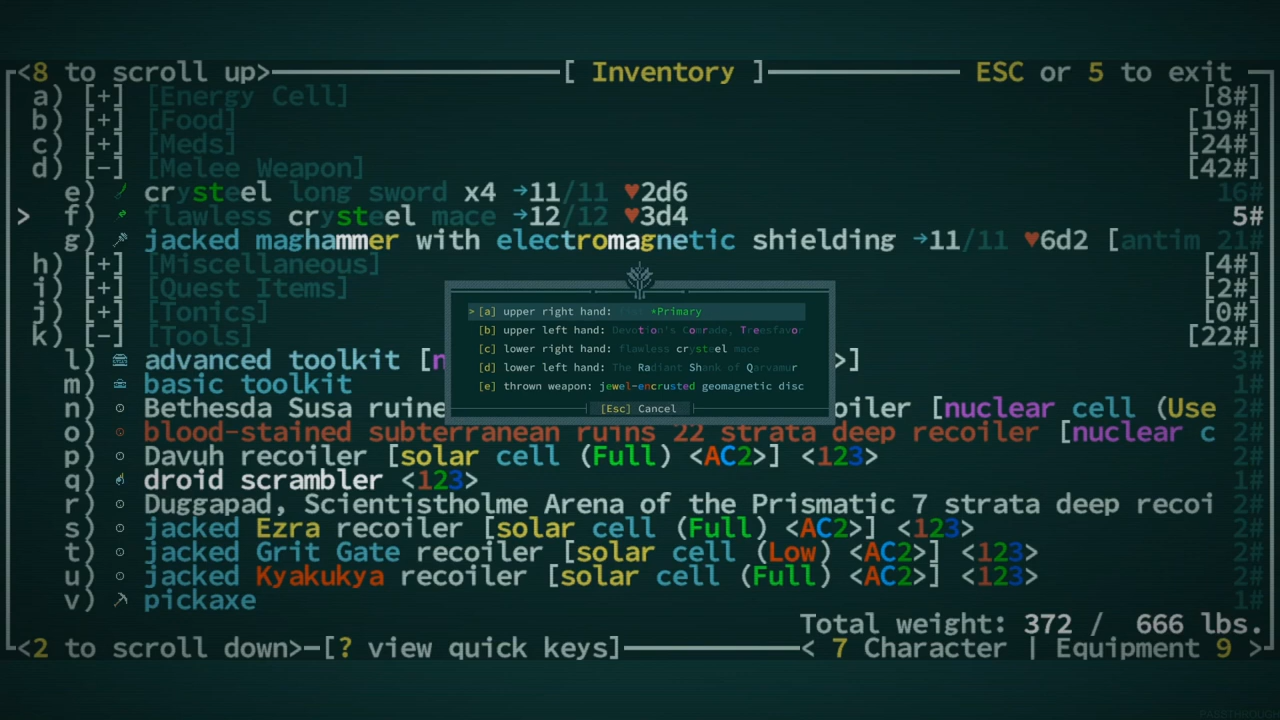 <8 to scroll up> [ Inventory ] ESC or 5 to exit
a) [+] [Energy Cell] [8#]
b) [+] [Food] [19#]
c) [+] [Meds] [24#]
d) [-] [Melee Weapon] [42#]
e) crysteel long sword x4 →11/11 ♥2d6 16#
> f) flawless crysteel mace →12/12 ♥3d4 5#
g) jacked maghammer with electromagnetic shielding →11/11 ♥6d2 [antim 21#
h) [+] [Miscellaneous] [4#]
i) [+] [Quest Items] [4#]
j) [+] [Tonics] [0#]
k) [-] [Tools] [22#]
l) advanced toolkit [n >] 3#
m) basic toolkit 1#
n) Bethesda Susa ruine oiler [nuclear cell (Use 2#
o) blood-stained subterranean ruins 22 strata deep recoiler [nuclear c 2#
p) Davuh recoiler [solar cell (Full) <AC2>] <123> 2#
q) droid scrambler <123> 1#
r) Duggapad, Scientistholme Arena of the Prismatic 7 strata deep recoi 2#
s) jacked Ezra recoiler [solar cell (Full) <AC2>] <123> 2#
t) jacked Grit Gate recoiler [solar cell (Low) <AC2>] <123> 2#
u) jacked Kyakukya recoiler [solar cell (Full) <AC2>] <123> 2#
v) pickaxe 1#
Total weight: 372 / 666 lbs.
<2 to scroll down> [? view quick keys] < 7 Character | Equipment 9 >
> [a] upper right hand: *Primary
[b] upper left hand: Devotion's Comrade, Treesfavor
[c] lower right hand: flawless crysteel mace
[d] lower left hand: The Radiant Shank of Qarvamur
[e] thrown weapon: jewel-encrusted geomagnetic disc
[Esc] Cancel